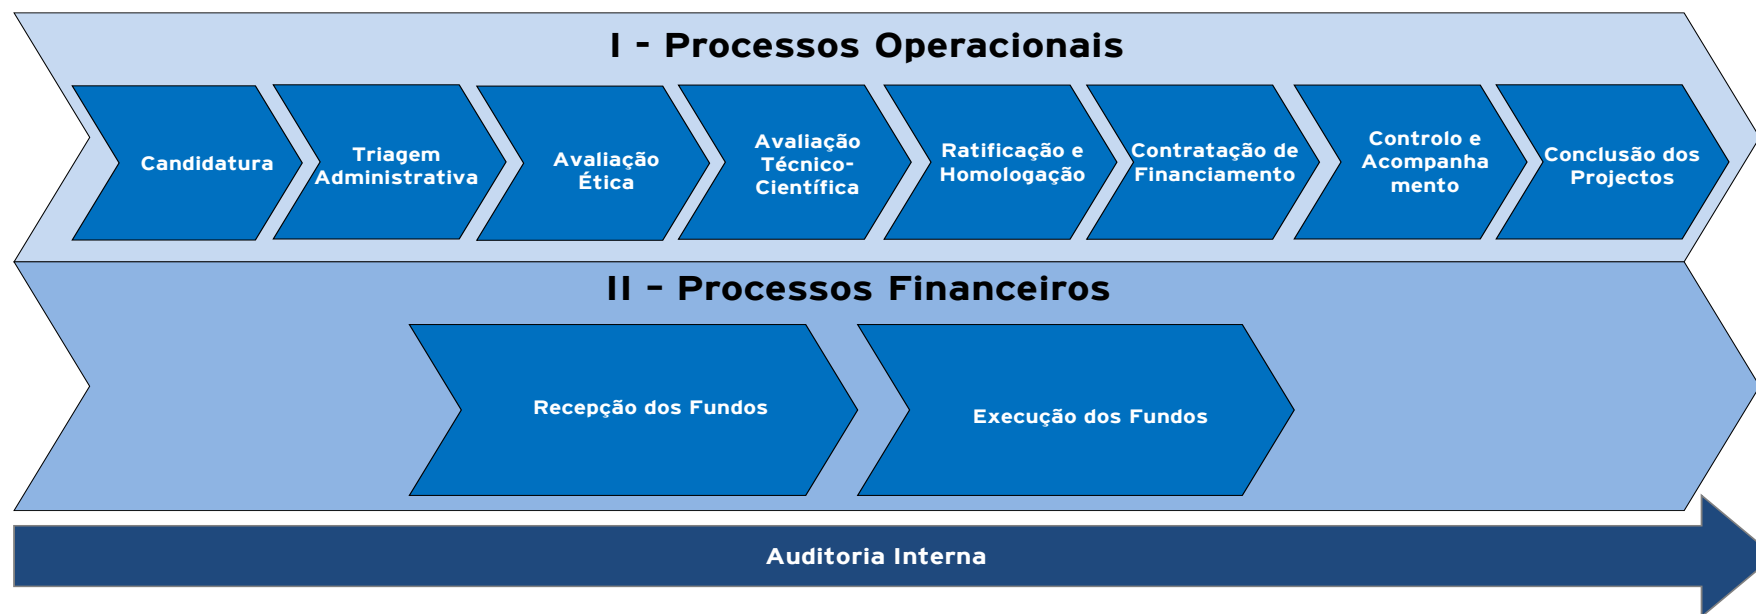 I - Processos Operacionais
Candidatura
Triagem
Administrativa
Avaliação
Ética
Avaliação
Técnico-
Científica
Ratificação e
Homologação
Contratação de
Financiamento
Controlo e
Acompanha
mento
Conclusão dos
Projectos
II – Processos Financeiros
Recepção dos Fundos
Execução dos Fundos
Auditoria Interna